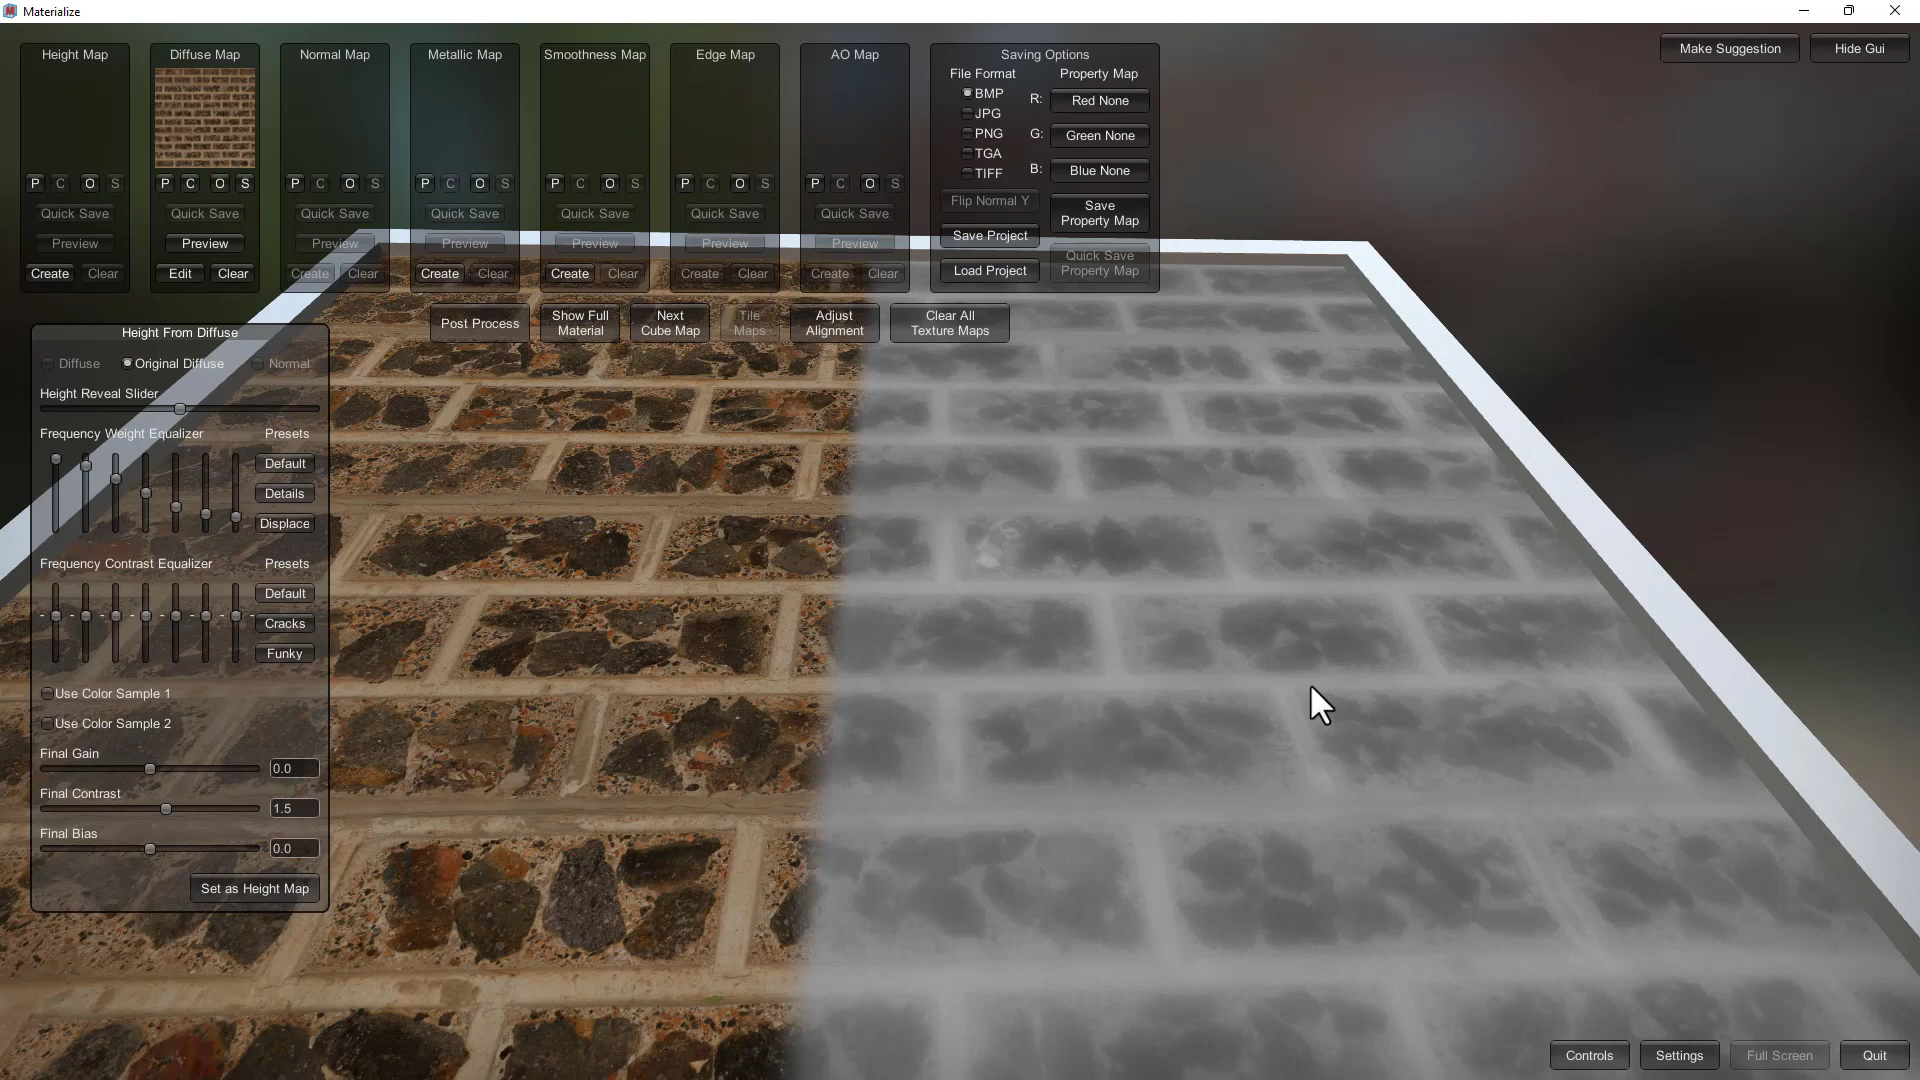 Materialize
Height Map Diffuse Map Normal Map Metallic Map Smoothness Map Edge Map AO Map Saving Options Make Suggestion Hide Gui
File Format Property Map
BMP R: Red None
JPG
PNG G: Green None
TGA
TIFF B: Blue None
P C O S P C O S P C O S P C O S P C O S P C O S P C O S
Quick Save Quick Save Quick Save Quick Save Quick Save Quick Save Quick Save Flip Normal Y Save
Property Map
Preview Preview Preview Preview Preview Preview Preview Save Project
Create Clear Edit Clear Create Clear Create Clear Create Clear Create Clear Create Clear Load Project Quick Save
Property Map
Post Process Show Full
Material Next
Cube Map Tile
Maps Adjust
Alignment Clear All
Texture Maps
Height From Diffuse
Diffuse Original Diffuse Normal
Height Reveal Slider
Frequency Weight Equalizer Presets
Default
Details
Displace
Frequency Contrast Equalizer Presets
Default
Cracks
Funky
Use Color Sample 1
Use Color Sample 2
Final Gain
0.0
Final Contrast
1.5
Final Bias
0.0
Set as Height Map
Controls Settings Full Screen Quit